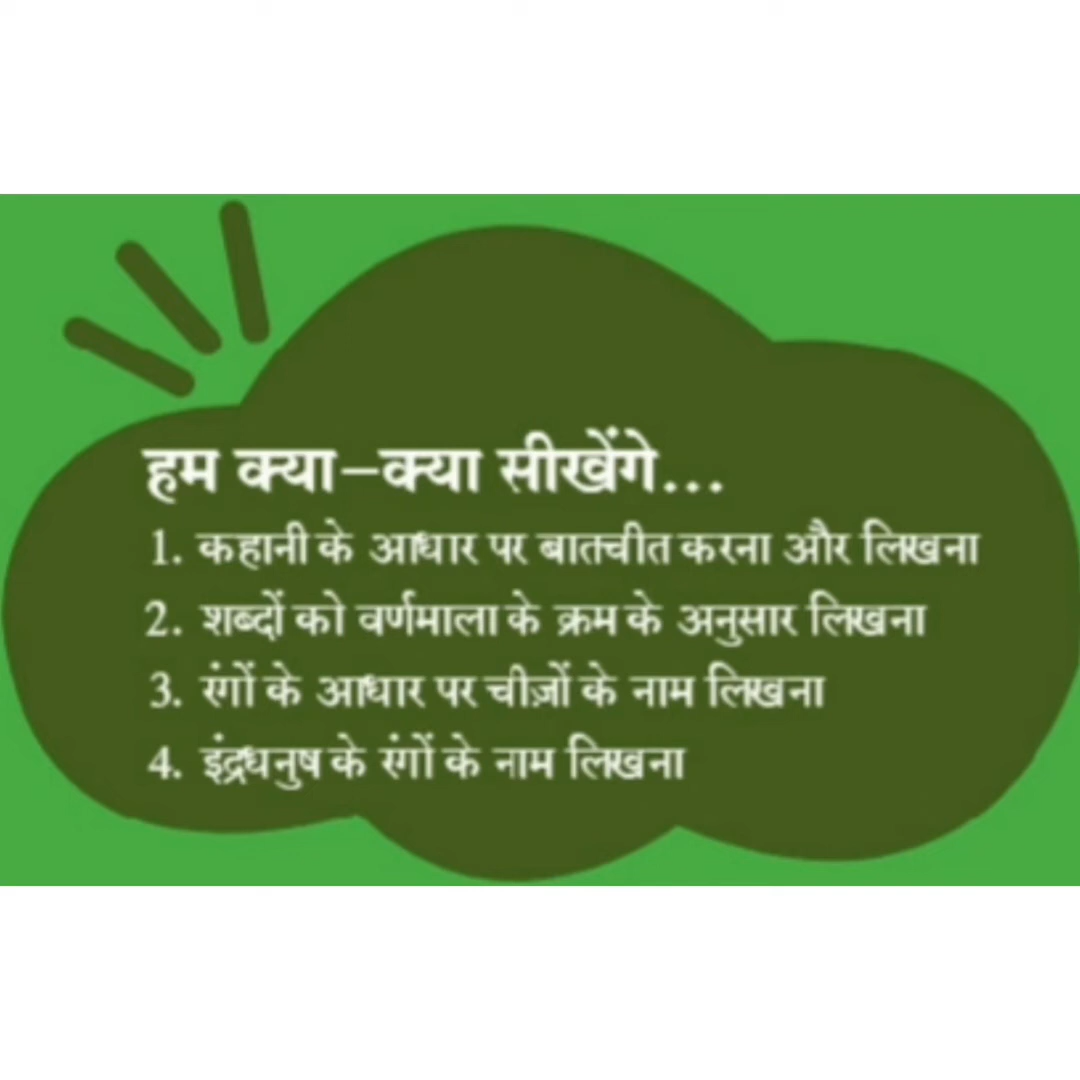 हम क्या–क्या सीखेंगे...
1. कहानी के आधार पर बातचीत करना और लिखना
2. शब्दों को वर्णमाला के क्रम के अनुसार लिखना
3. रंगों के आधार पर चीज़ों के नाम लिखना
4. इंद्रधनुष के रंगों के नाम लिखना